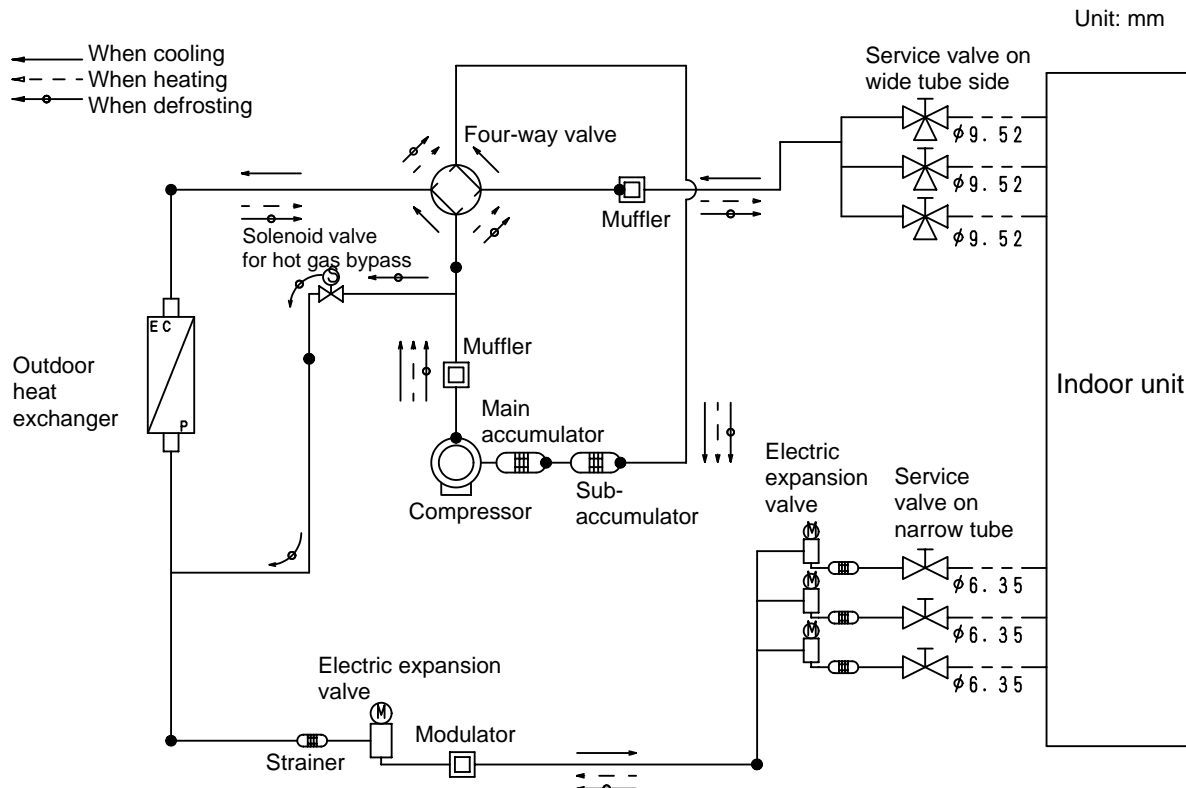 Unit: mm
When cooling
When heating
When defrosting
Service valve on
wide tube side
Four-way valve
φ9.52
φ9.52
φ9.52
Muffler
Solenoid valve
for hot gas bypass
S
E C
P
Outdoor
heat
exchanger
Muffler
Main
accumulator
Compressor
Sub-
accumulator
Indoor unit
Electric
expansion
valve
Service
valve on
narrow tube
M
M
M
φ6.35
φ6.35
φ6.35
Electric expansion
valve
M
Modulator
Strainer